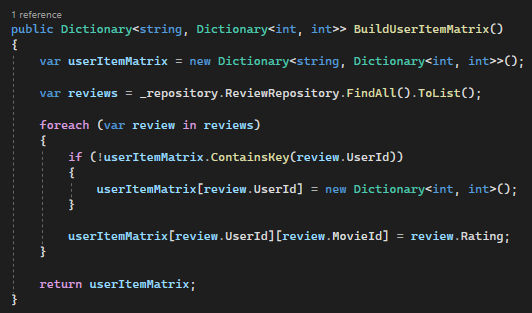 1 reference
public Dictionary<string, Dictionary<int, int>> BuildUserItemMatrix()
{
    var userItemMatrix = new Dictionary<string, Dictionary<int, int>>();
    var reviews = _repository.ReviewRepository.FindAll().ToList();
    foreach (var review in reviews)
    {
        if (!userItemMatrix.ContainsKey(review.UserId))
        {
            userItemMatrix[review.UserId] = new Dictionary<int, int>();
        }
        userItemMatrix[review.UserId][review.MovieId] = review.Rating;
    }
    return userItemMatrix;
}